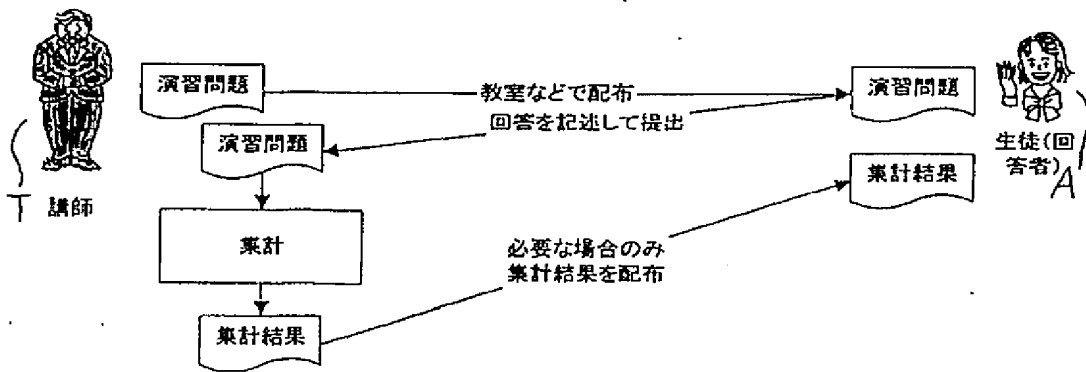 演習問題
教室などで配布
演習問題
回答を記述して提出
演習問題
生徒(回
答者)
A
T
講師
集計結果
集計
必要な場合のみ
集計結果を配布
集計結果